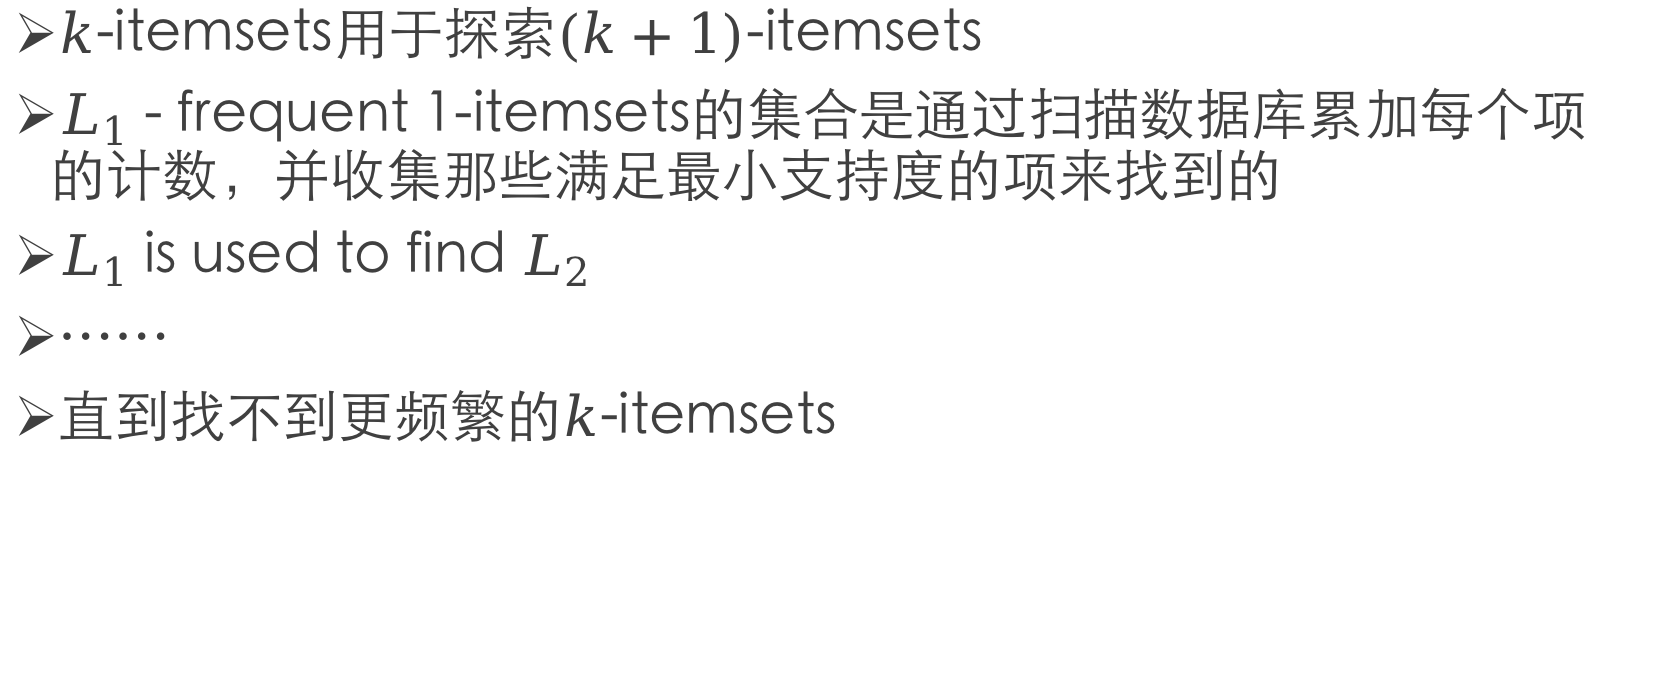 ➢k-itemsets用于探索(k + 1)-itemsets
➢L₁ - frequent 1-itemsets的集合是通过扫描数据库累加每个项
的计数，并收集那些满足最小支持度的项来找到的
➢L₁ is used to find L₂
➢⋯⋯
➢直到找不到更频繁的k-itemsets